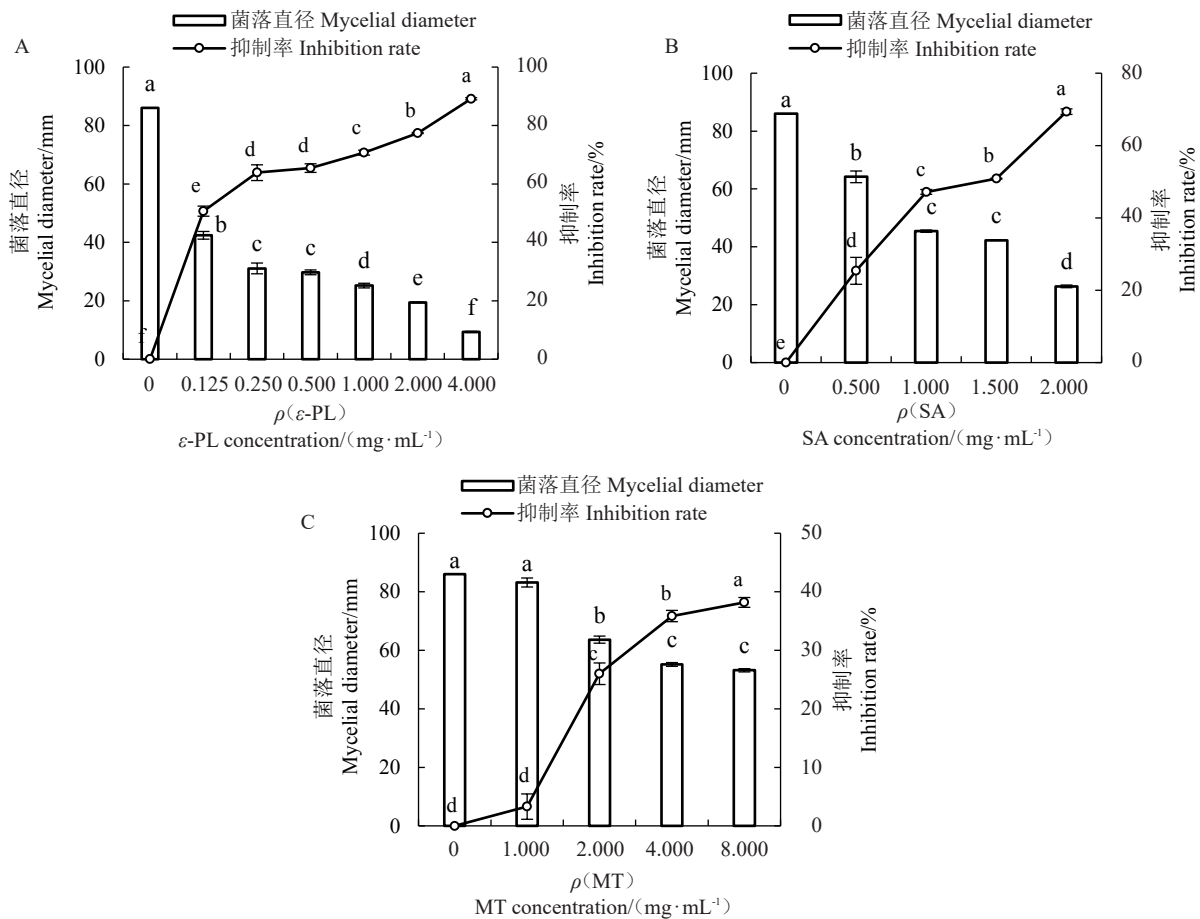 A
菌落直径 Mycelial diameter
抑制率 Inhibition rate
菌落直径
Mycelial diameter/mm
100
80
60
40
20
0
抑制率
Inhibition rate/%
100
80
60
40
20
0
a
b
c
c
d
e
f
f
e
d
d
c
b
a
0 0.125 0.250 0.500 1.000 2.000 4.000
ρ(ε-PL)
ε-PL concentration/(mg·mL⁻¹)
B
菌落直径 Mycelial diameter
抑制率 Inhibition rate
菌落直径
Mycelial diameter/mm
100
80
60
40
20
0
抑制率
Inhibition rate/%
80
60
40
20
0
a
b
c
c
d
e
d
c
b
a
0 0.500 1.000 1.500 2.000
ρ(SA)
SA concentration/(mg·mL⁻¹)
C
菌落直径 Mycelial diameter
抑制率 Inhibition rate
菌落直径
Mycelial diameter/mm
100
80
60
40
20
0
抑制率
Inhibition rate/%
50
40
30
20
10
0
a
a
b
c
c
d
d
c
b
a
0 1.000 2.000 4.000 8.000
ρ(MT)
MT concentration/(mg·mL⁻¹)